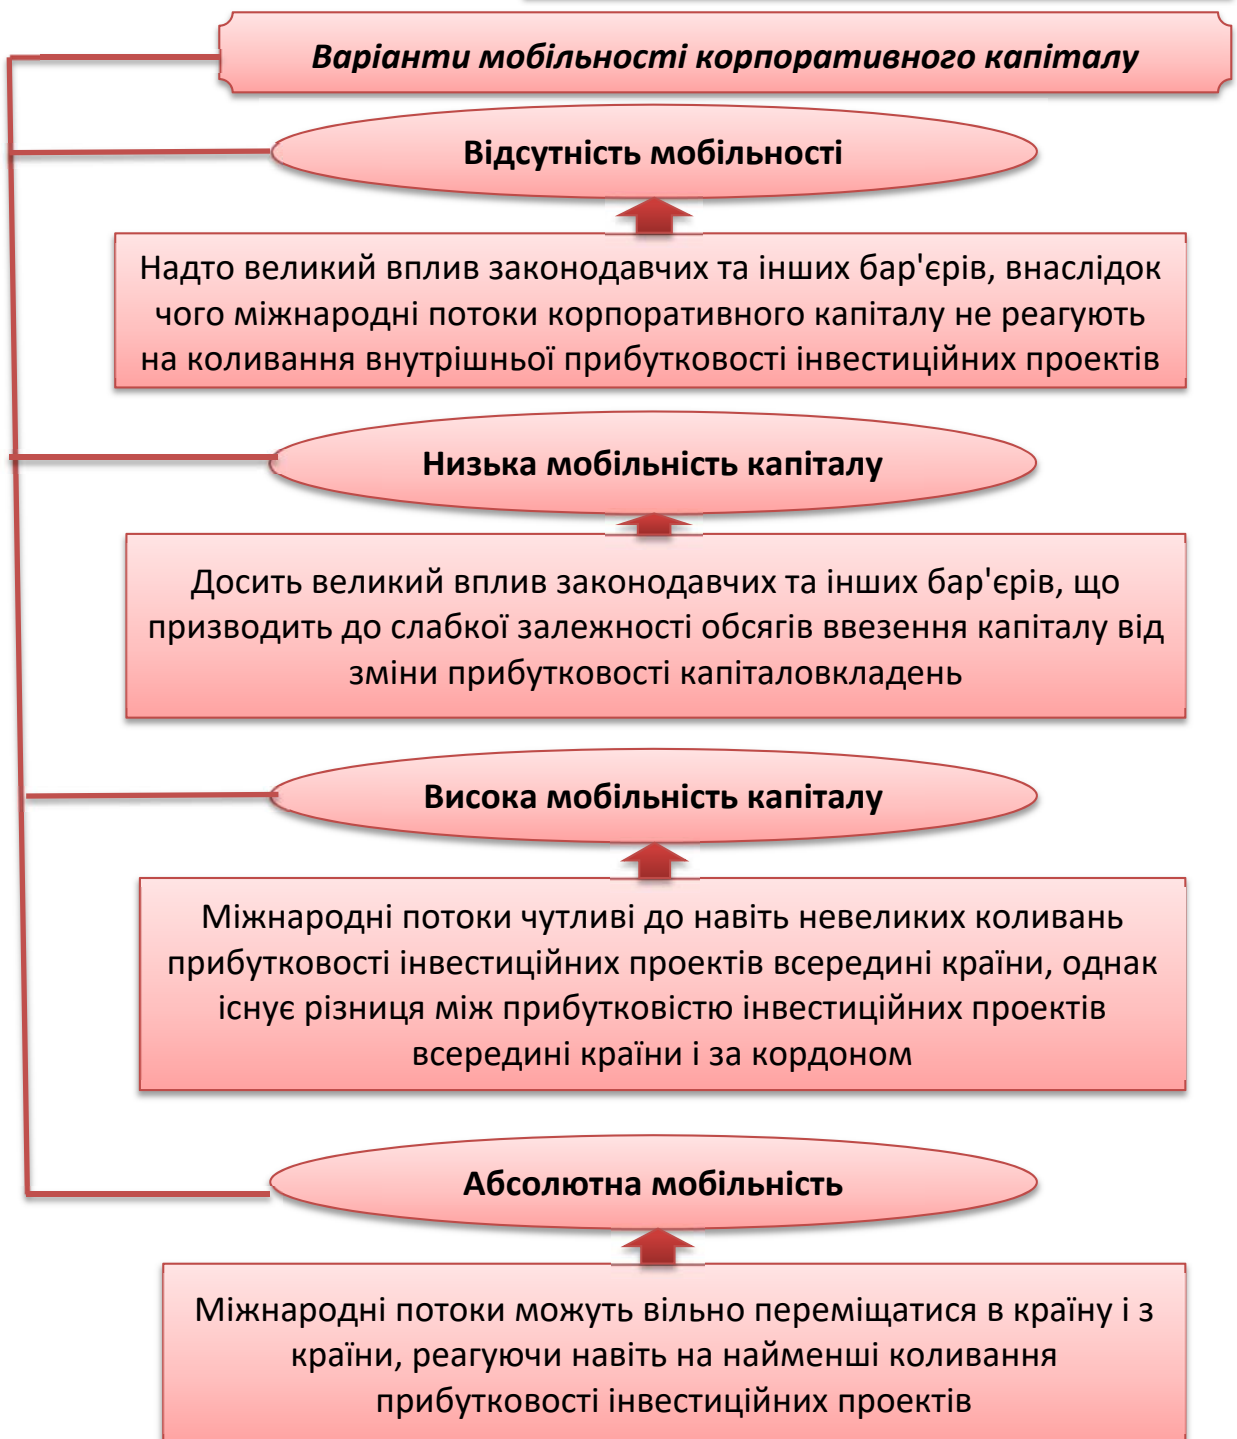 Варіанти мобільності корпоративного капіталу
Відсутність мобільності
Надто великий вплив законодавчих та інших бар'єрів, внаслідок
чого міжнародні потоки корпоративного капіталу не реагують
на коливання внутрішньої прибутковості інвестиційних проектів
Низька мобільність капіталу
Досить великий вплив законодавчих та інших бар'єрів, що
призводить до слабкої залежності обсягів ввезення капіталу від
зміни прибутковості капіталовкладень
Висока мобільність капіталу
Міжнародні потоки чутливі до навіть невеликих коливань
прибутковості інвестиційних проектів всередині країни, однак
існує різниця між прибутковістю інвестиційних проектів
всередині країни і за кордоном
Абсолютна мобільність
Міжнародні потоки можуть вільно переміщатися в країну і з
країни, реагуючи навіть на найменші коливання
прибутковості інвестиційних проектів